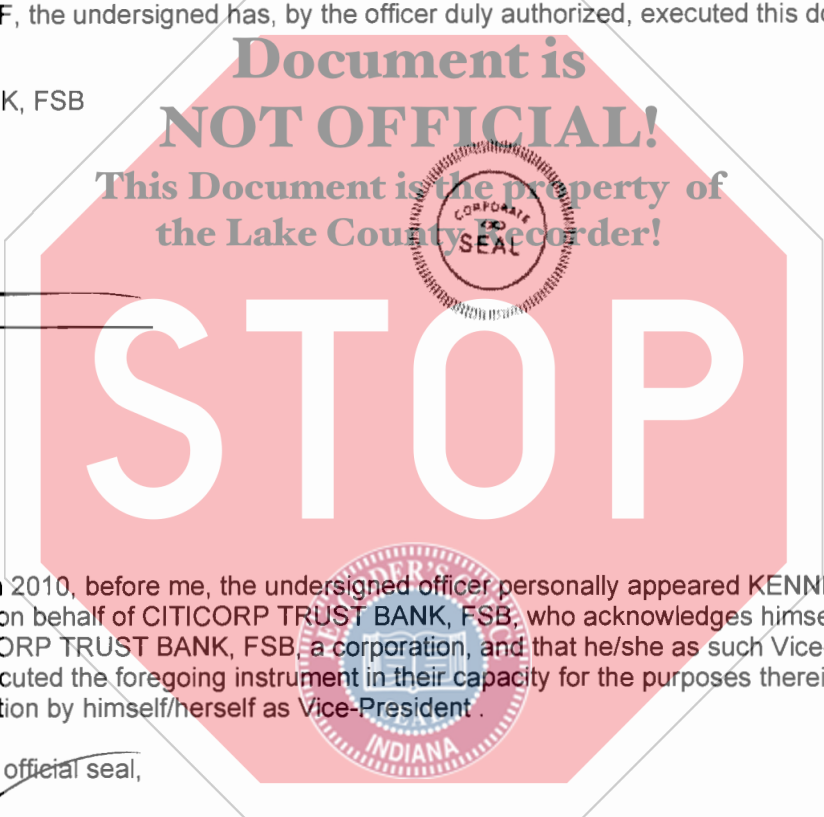 F, the undersigned has, by the officer duly authorized, executed this do
Document is
K, FSB
NOT OFFICIAL!
This Document is the property of
the Lake County Recorder!
CORPORATE
SEAL
STOP
2010, before me, the undersigned officer personally appeared KENN
on behalf of CITICORP TRUST BANK, FSB, who acknowledges himse
ORP TRUST BANK, FSB, a corporation, and that he/she as such Vice-
cuted the foregoing instrument in their capacity for the purposes therei
tion by himself/herself as Vice-President .
RECORDER'S OFFICE
SEAL
INDIANA
official seal,